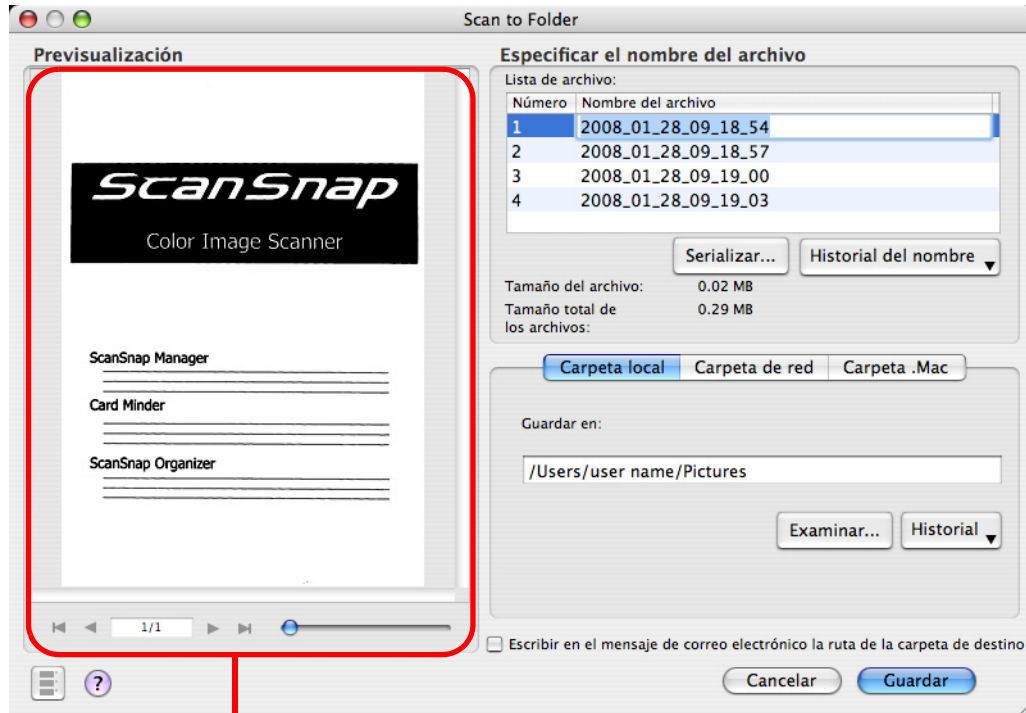 Scan to Folder
Previsualización
ScanSnap
Color Image Scanner
ScanSnap Manager
Card Minder
ScanSnap Organizer
1/1
?
Especificar el nombre del archivo
Lista de archivo:
Número Nombre del archivo
1 2008_01_28_09_18_54
2 2008_01_28_09_18_57
3 2008_01_28_09_19_00
4 2008_01_28_09_19_03
Serializar... Historial del nombre
Tamaño del archivo: 0.02 MB
Tamaño total de
los archivos: 0.29 MB
Carpeta local Carpeta de red Carpeta .Mac
Guardar en:
/Users/user name/Pictures
Examinar... Historial
Escribir en el mensaje de correo electrónico la ruta de la carpeta de destino
Cancelar Guardar